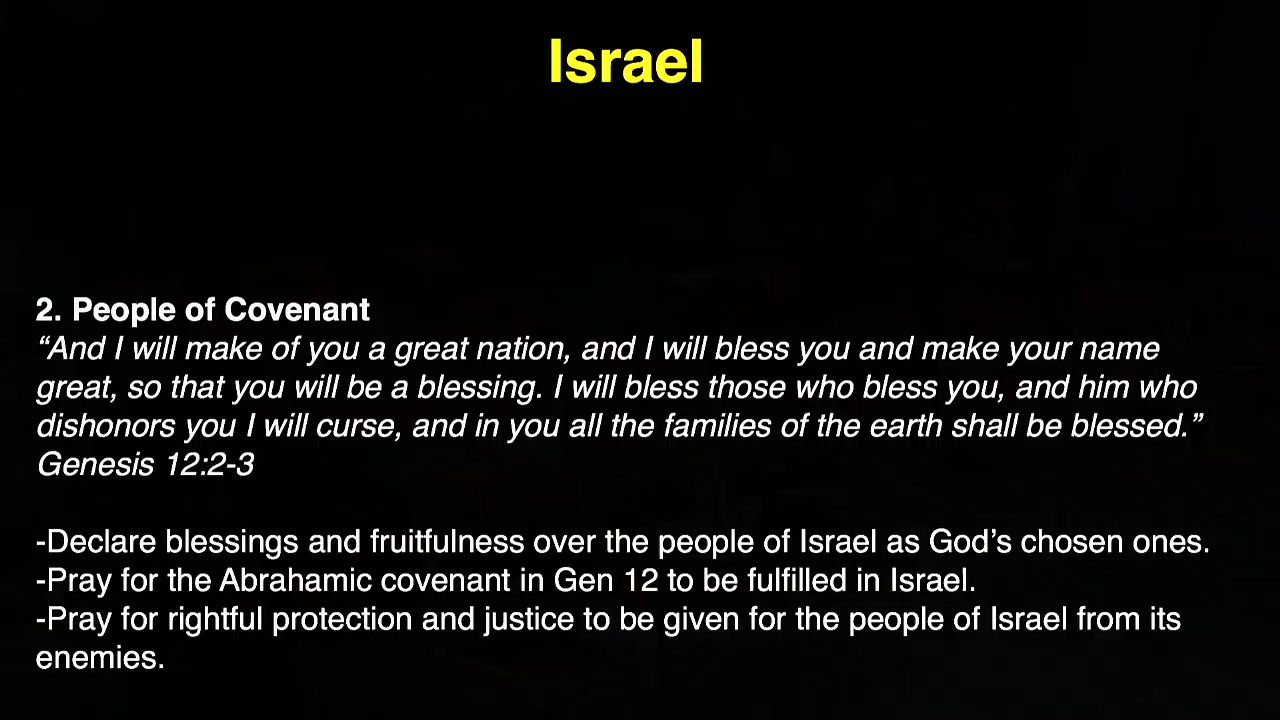 Israel
2. People of Covenant
“And I will make of you a great nation, and I will bless you and make your name
great, so that you will be a blessing. I will bless those who bless you, and him who
dishonors you I will curse, and in you all the families of the earth shall be blessed.”
Genesis 12:2-3
-Declare blessings and fruitfulness over the people of Israel as God’s chosen ones.
-Pray for the Abrahamic covenant in Gen 12 to be fulfilled in Israel.
-Pray for rightful protection and justice to be given for the people of Israel from its
enemies.